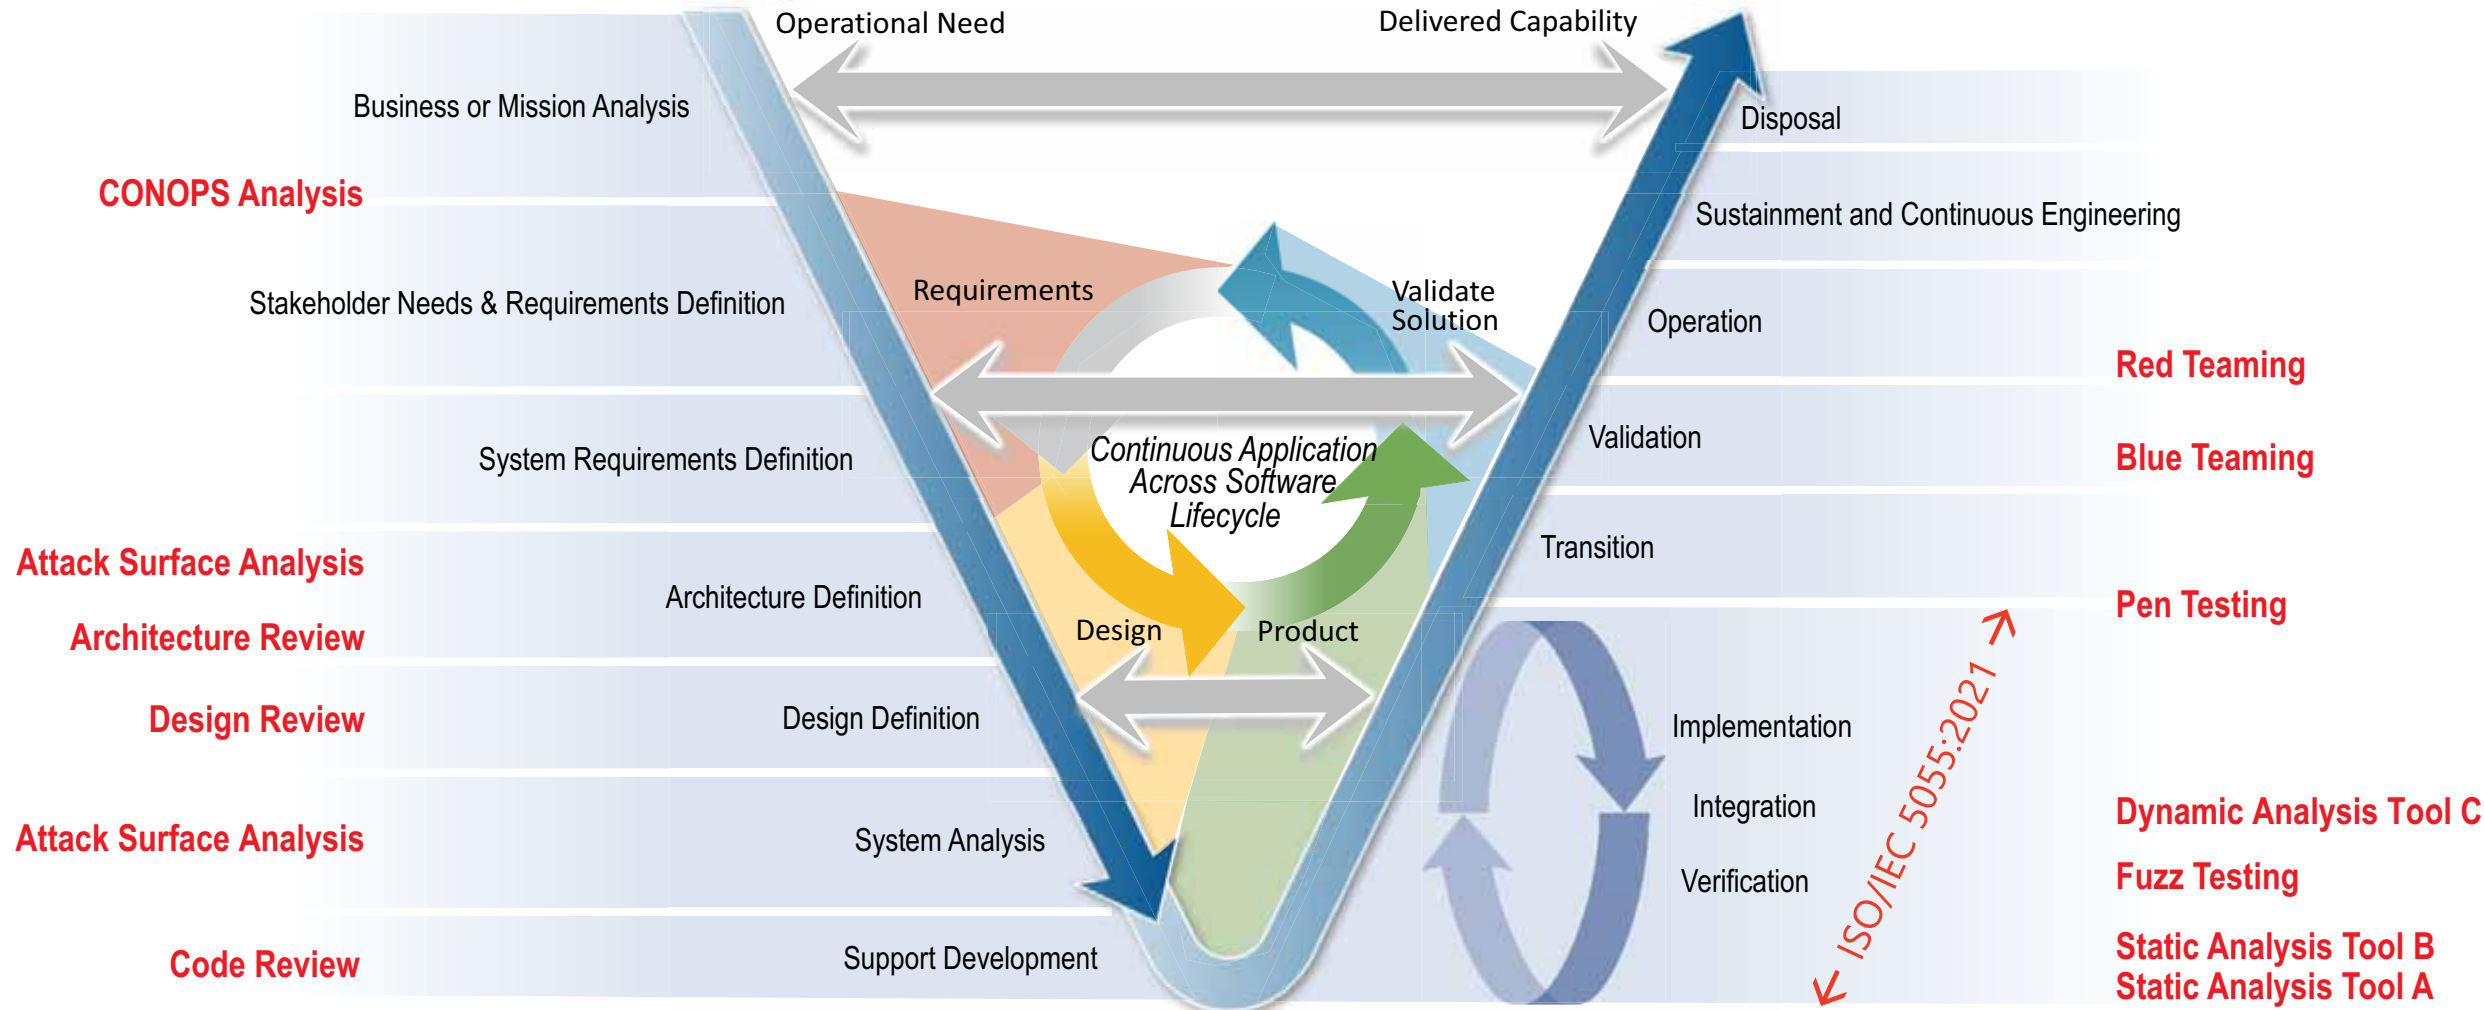 Operational Need
Delivered Capability
Business or Mission Analysis
CONOPS Analysis
Stakeholder Needs & Requirements Definition
System Requirements Definition
Attack Surface Analysis
Architecture Definition
Architecture Review
Design Review
Design Definition
Attack Surface Analysis
System Analysis
Code Review
Support Development
Requirements
Validate
Solution
Continuous Application
Across Software
Lifecycle
Design
Product
Disposal
Sustainment and Continuous Engineering
Operation
Red Teaming
Validation
Blue Teaming
Transition
Pen Testing
Implementation
Integration
Verification
ISO/IEC 5055:2021
Dynamic Analysis Tool C
Fuzz Testing
Static Analysis Tool B
Static Analysis Tool A